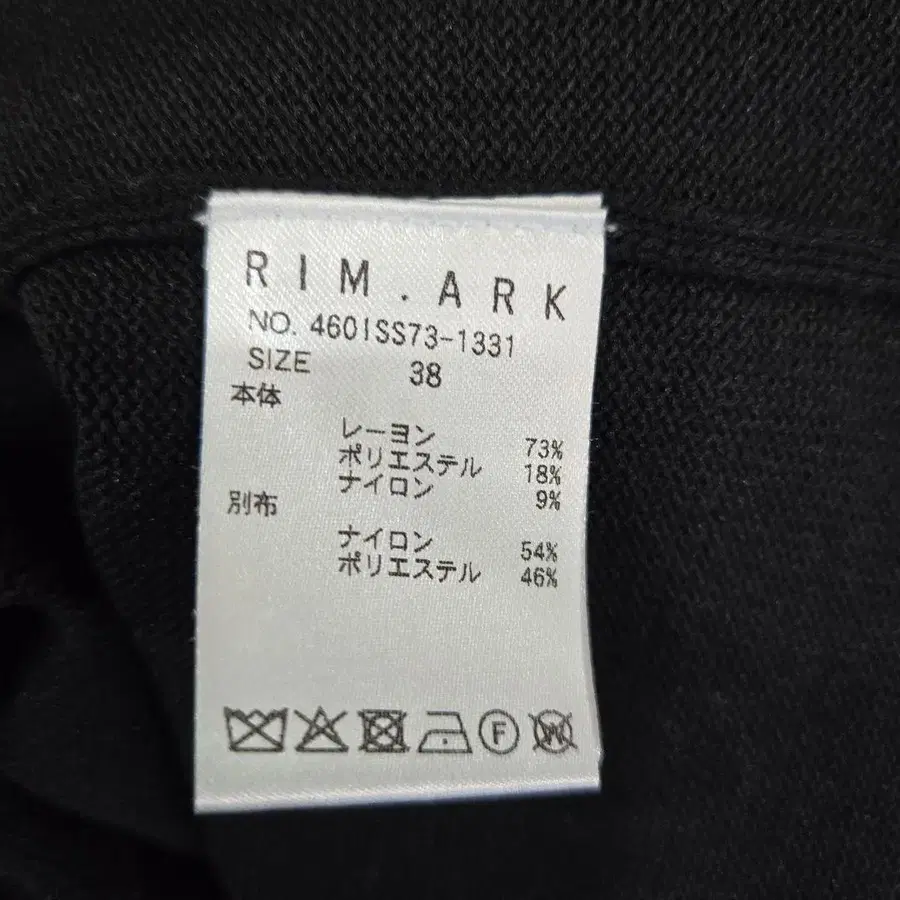 RIM.ARK
NO. 460ISS73-1331
SIZE 38
本体
レーヨン 73%
ポリエステル 18%
ナイロン 9%
別布
ナイロン 54%
ポリエステル 46%
F W